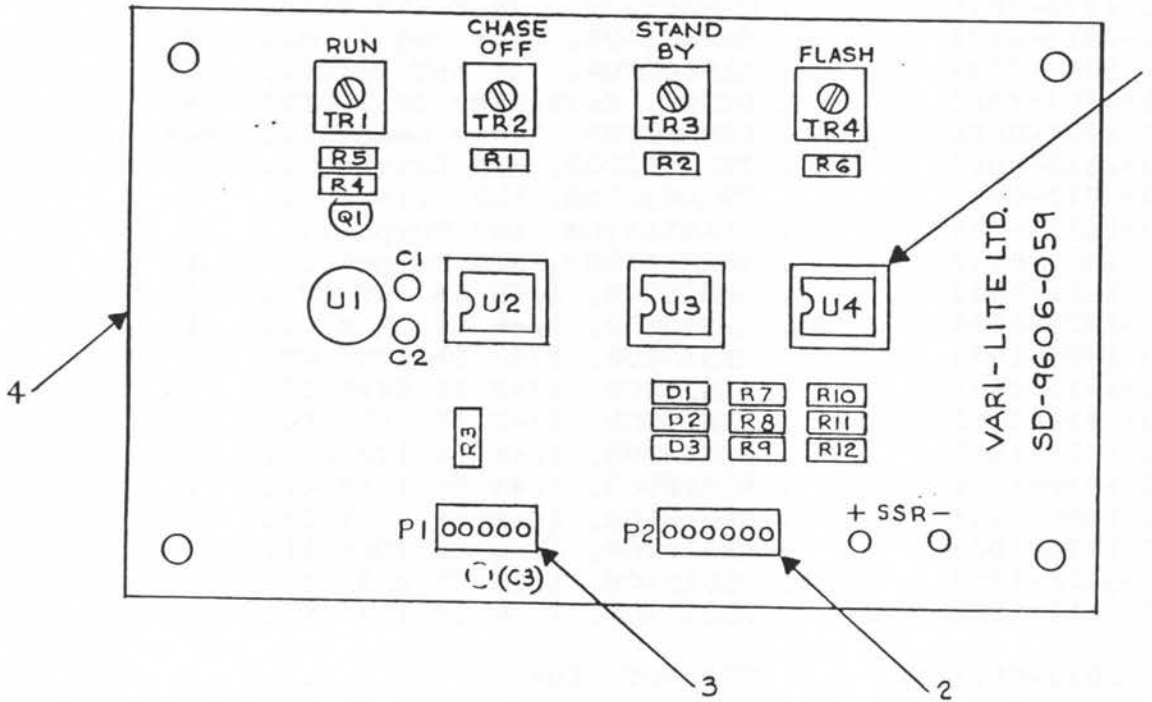 RUN
CHASE
OFF
STAND
BY
FLASH
TR1
TR2
TR3
TR4
R5
R1
R2
R6
R4
Q1
C1
U1
U2
U3
U4
C2
4
D1
R7
R10
D2
R8
R11
D3
R9
R12
R3
+ SSR -
P1
P2
(C3)
3
2
VARI-LITE LTD.
SD-9606-059